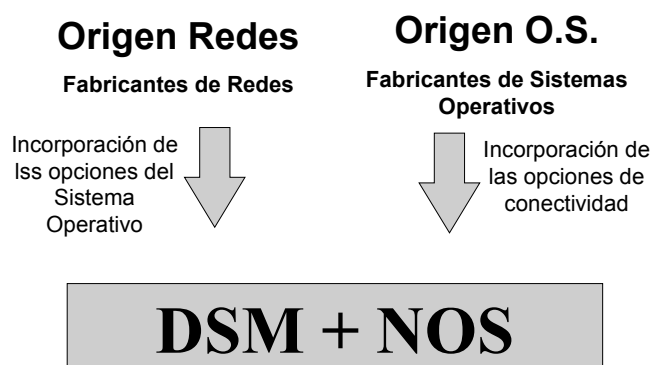 Origen Redes
Fabricantes de Redes
Incorporación de
lss opciones del
Sistema
Operativo
Origen O.S.
Fabricantes de Sistemas
Operativos
Incorporación de
las opciones de
conectividad
DSM + NOS